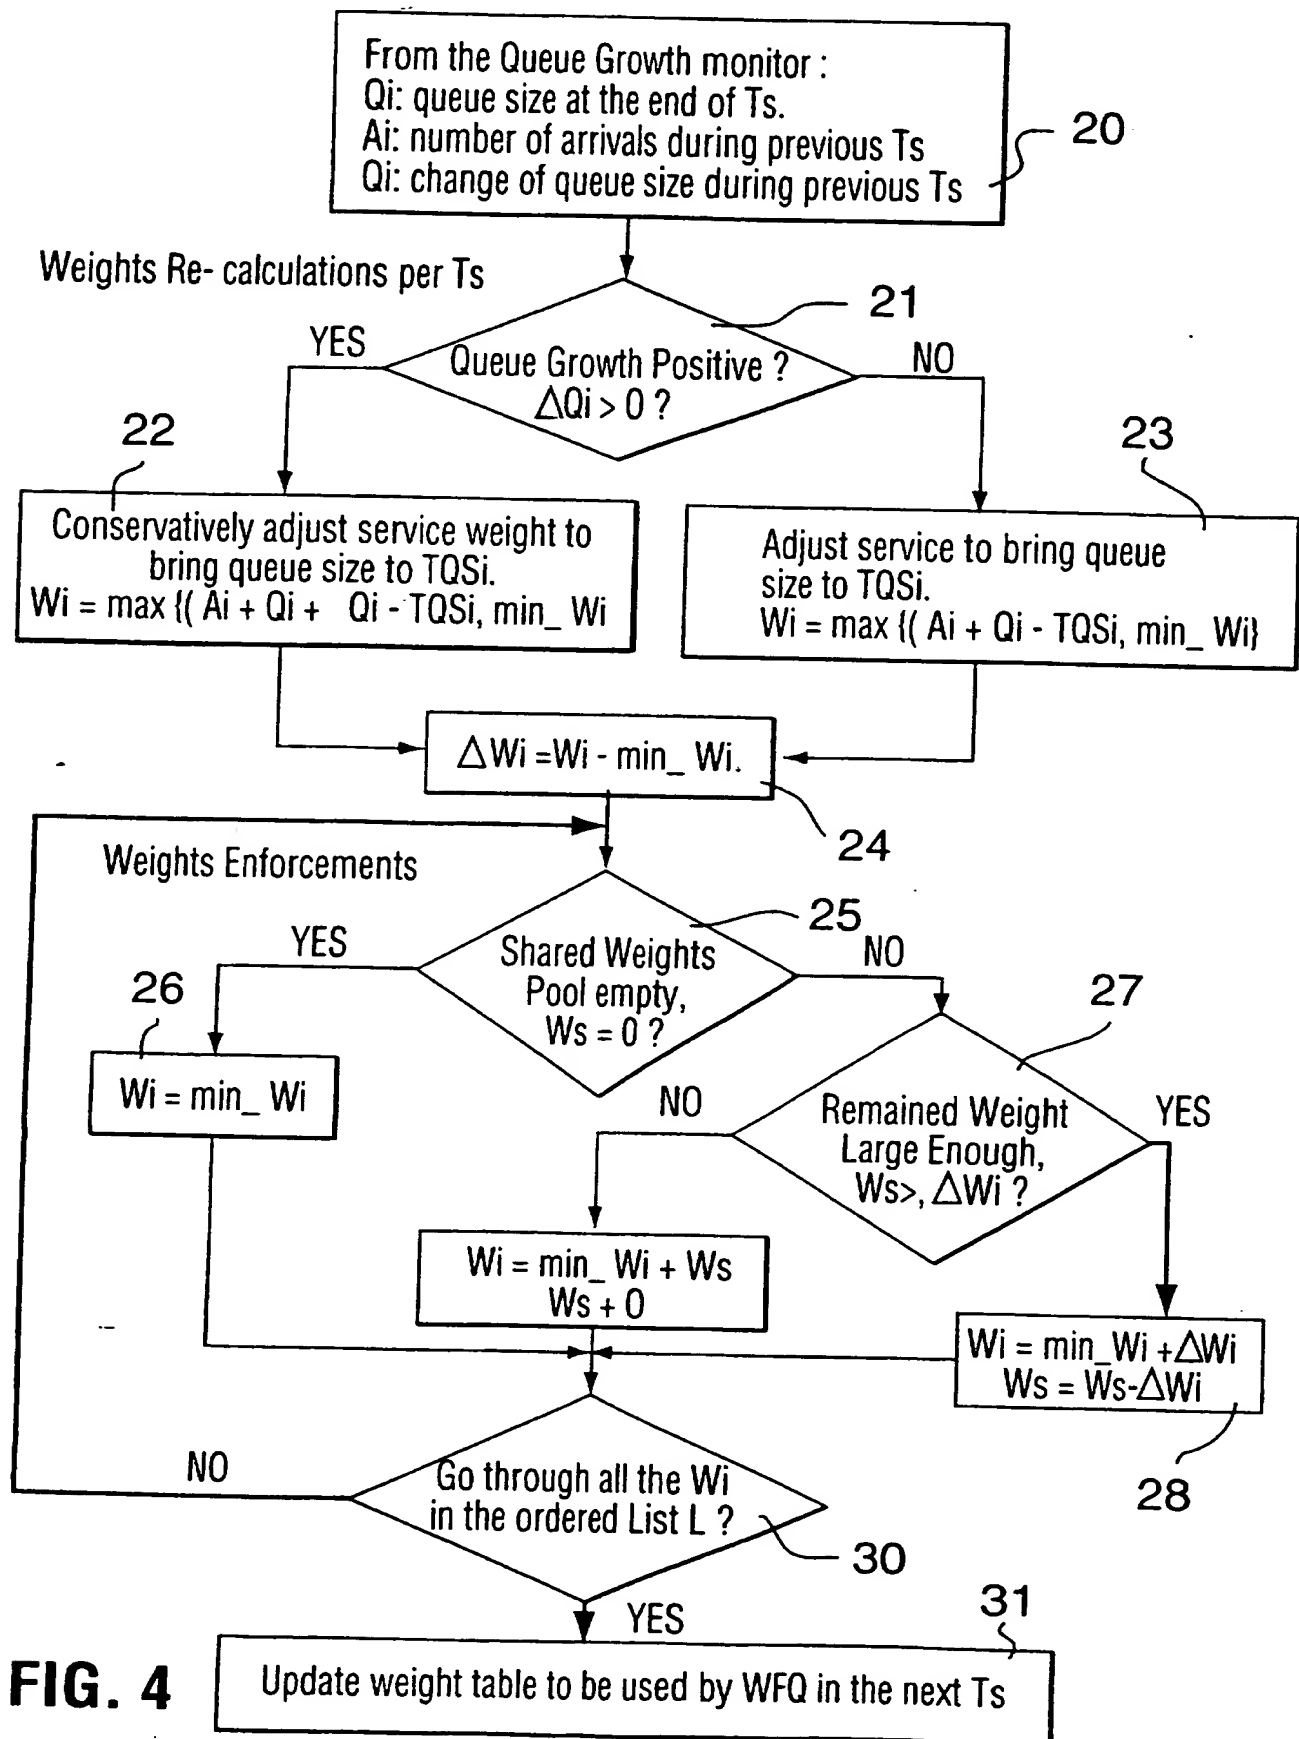 From the Queue Growth monitor :
Qi: queue size at the end of Ts.
Ai: number of arrivals during previous Ts
Qi: change of queue size during previous Ts
20
Weights Re- calculations per Ts
21
YES
Queue Growth Positive ?
ΔQi > 0 ?
NO
22
23
Conservatively adjust service weight to
bring queue size to TQSi.
Wi = max {( Ai + Qi + Qi - TQSi, min_ Wi
Adjust service to bring queue
size to TQSi.
Wi = max {( Ai + Qi - TQSi, min_ Wi}
ΔWi =Wi - min_ Wi.
24
Weights Enforcements
25
YES
Shared Weights
Pool empty,
Ws = 0 ?
NO
26
27
Wi = min_ Wi
NO
Remained Weight
Large Enough,
Ws>, ΔWi ?
YES
Wi = min_ Wi + Ws
Ws + 0
Wi = min_Wi +ΔWi
Ws = Ws-ΔWi
28
NO
Go through all the Wi
in the ordered List L ?
30
YES
31
Update weight table to be used by WFQ in the next Ts
FIG. 4